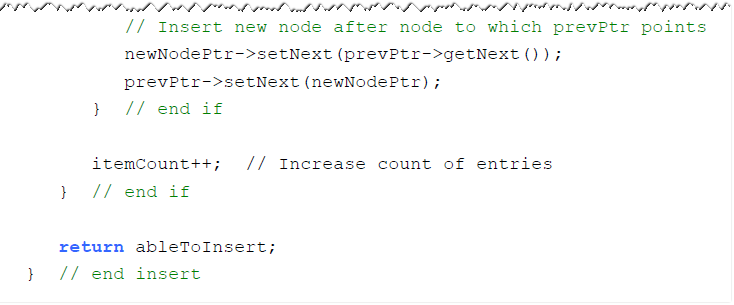 // Insert new node after node to which prevPtr points
newNodePtr->setNext(prevPtr->getNext());
prevPtr->setNext(newNodePtr);
} // end if
itemCount++; // Increase count of entries
} // end if
return ableToInsert;
} // end insert